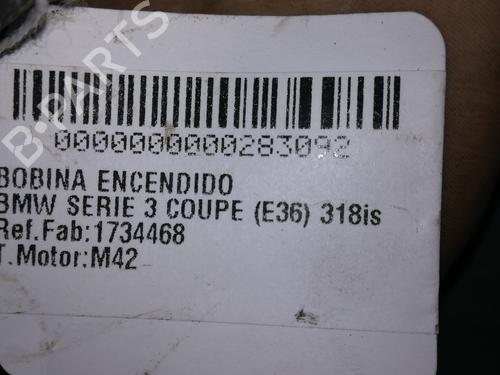 0000000000283092
BOBINA ENCENDIDO
BMW SERIE 3 COUPE (E36) 318is
Ref.Fab:1734468
T.Motor:M42
B-PARTS